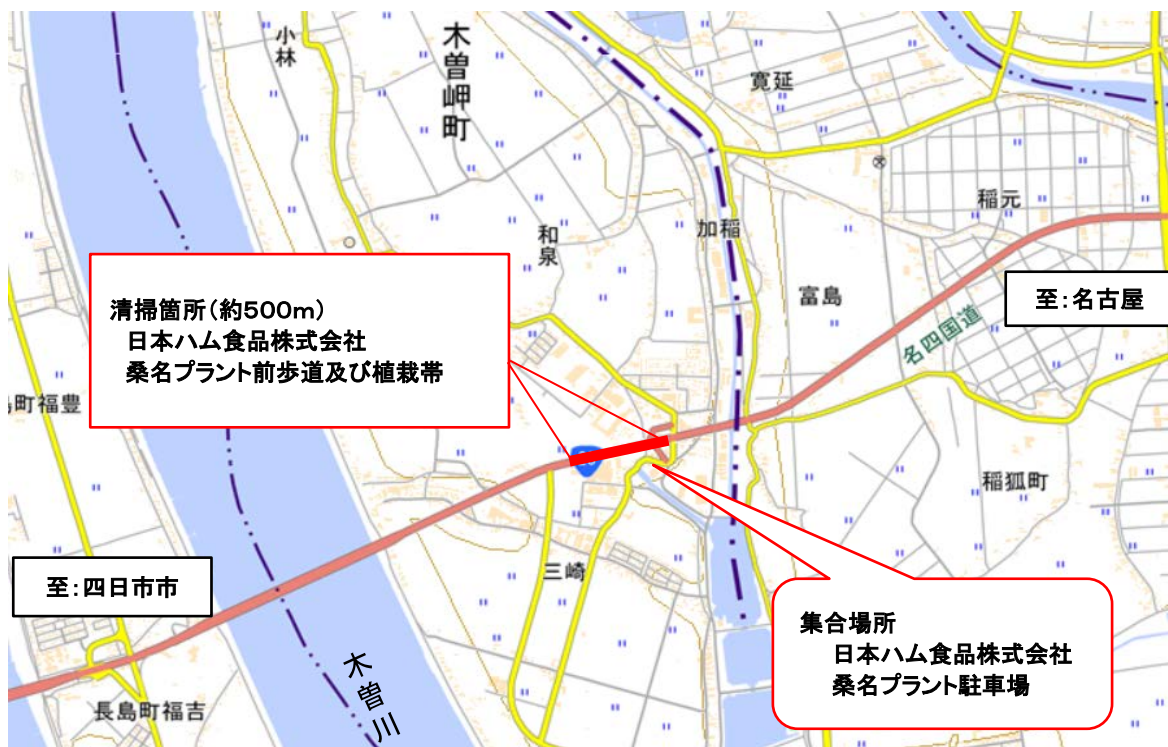 小林
木曽岬町
寛延
稲元
加稲
和泉
富島
至:名古屋
名四国道
清掃箇所(約500m)
日本ハム食品株式会社
桑名プラント前歩道及び植栽帯
町福豊
稲狐町
三崎
至:四日市市
集合場所
日本ハム食品株式会社
桑名プラント駐車場
木曽川
長島町福吉